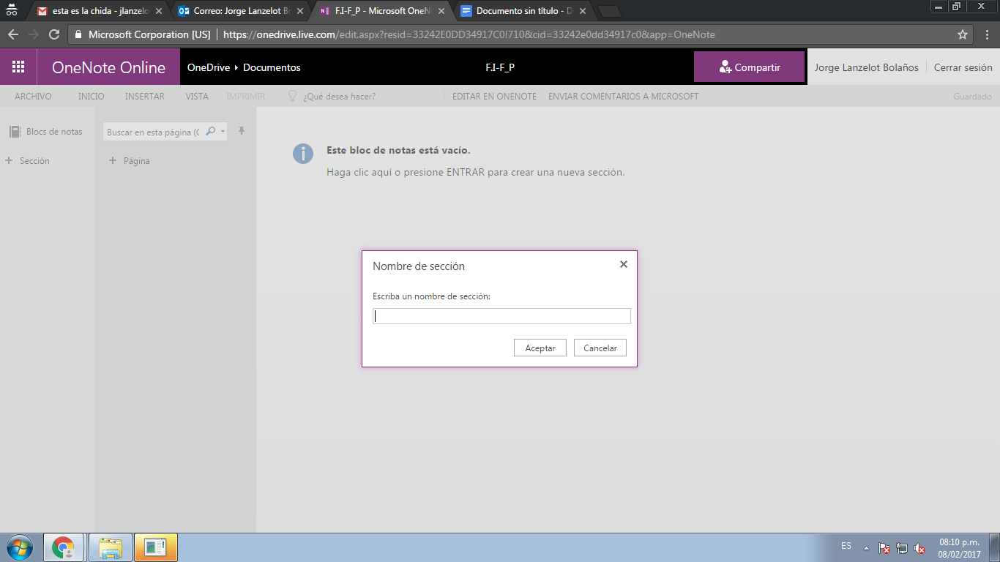 esta es la chida - jlanzelo
Correo: Jorge Lanzelot Bo
F.I-F_P - Microsoft OneN
Documento sin título - D
Microsoft Corporation [US]
https://onedrive.live.com/edit.aspx?resid=33242E0DD34917C0!710&cid=33242e0dd34917c0&app=OneNote
OneNote Online
OneDrive
Documentos
F.I-F_P
Compartir
Jorge Lanzelot Bolaños
Cerrar sesión
ARCHIVO
INICIO
INSERTAR
VISTA
IMPRIMIR
¿Qué desea hacer?
EDITAR EN ONENOTE
ENVIAR COMENTARIOS A MICROSOFT
Guardado
Blocs de notas
Buscar en esta página (C
+ Sección
+ Página
Este bloc de notas está vacío.
Haga clic aquí o presione ENTRAR para crear una nueva sección.
Nombre de sección
Escriba un nombre de sección:
Aceptar
Cancelar
ES
08:10 p.m.
08/02/2017